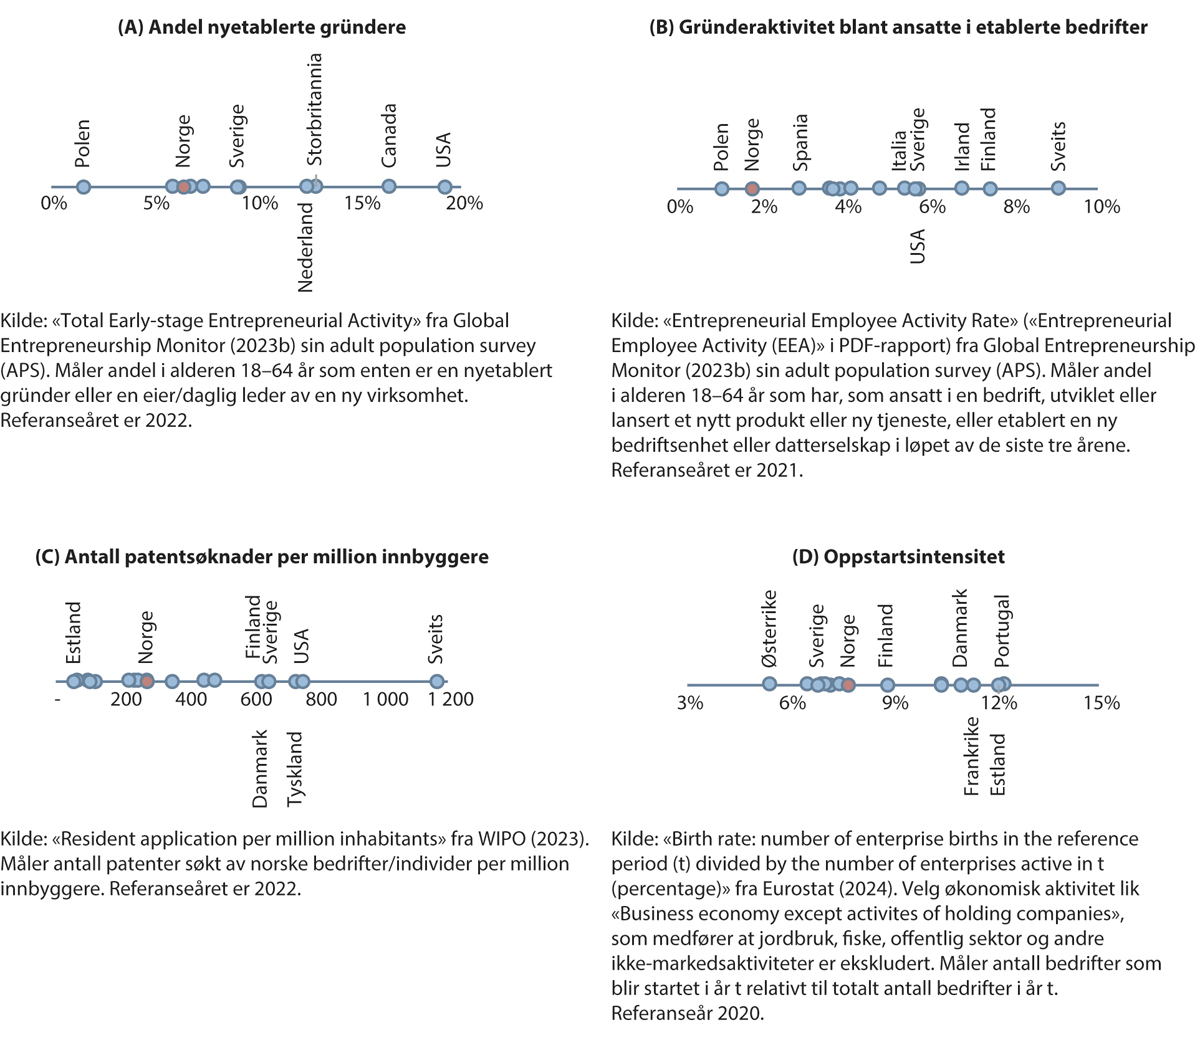 (A) Andel nyetablerte gründere
Polen
Norge
Sverige
Storbritannia
Canada
USA
0%
5%
10%
15%
20%
Nederland
Kilde: «Total Early-stage Entrepreneurial Activity» fra Global
Entrepreneurship Monitor (2023b) sin adult population survey
(APS). Måler andel i alderen 18–64 år som enten er en nyetablert
gründer eller en eier/daglig leder av en ny virksomhet.
Referanseåret er 2022.
(B) Gründeraktivitet blant ansatte i etablerte bedrifter
Polen
Norge
Spania
Italia
Sverige
Irland
Finland
Sveits
0%
2%
4%
6%
8%
10%
USA
Kilde: «Entrepreneurial Employee Activity Rate» («Entrepreneurial
Employee Activity (EEA)» i PDF-rapport) fra Global Entrepreneurship
Monitor (2023b) sin adult population survey (APS). Måler andel
i alderen 18–64 år som har, som ansatt i en bedrift, utviklet eller
lansert et nytt produkt eller ny tjeneste, eller etablert en ny
bedriftsenhet eller datterselskap i løpet av de siste tre årene.
Referanseåret er 2021.
(C) Antall patentsøknader per million innbyggere
Estland
Norge
Finland
Sverige
USA
Sveits
-
200
400
600
800
1 000
1 200
Danmark
Tyskland
Kilde: «Resident application per million inhabitants» fra WIPO (2023).
Måler antall patenter søkt av norske bedrifter/individer per million
innbyggere. Referanseåret er 2022.
(D) Oppstartsintensitet
Østerrike
Sverige
Norge
Finland
Danmark
Portugal
3%
6%
9%
12%
15%
Frankrike
Estland
Kilde: «Birth rate: number of enterprise births in the reference
period (t) divided by the number of enterprises active in t
(percentage)» fra Eurostat (2024). Velg økonomisk aktivitet lik
«Business economy except activites of holding companies»,
som medfører at jordbruk, fiske, offentlig sektor og andre
ikke-markedsaktiviteter er ekskludert. Måler antall bedrifter som
blir startet i år t relativt til totalt antall bedrifter i år t.
Referanseår 2020.